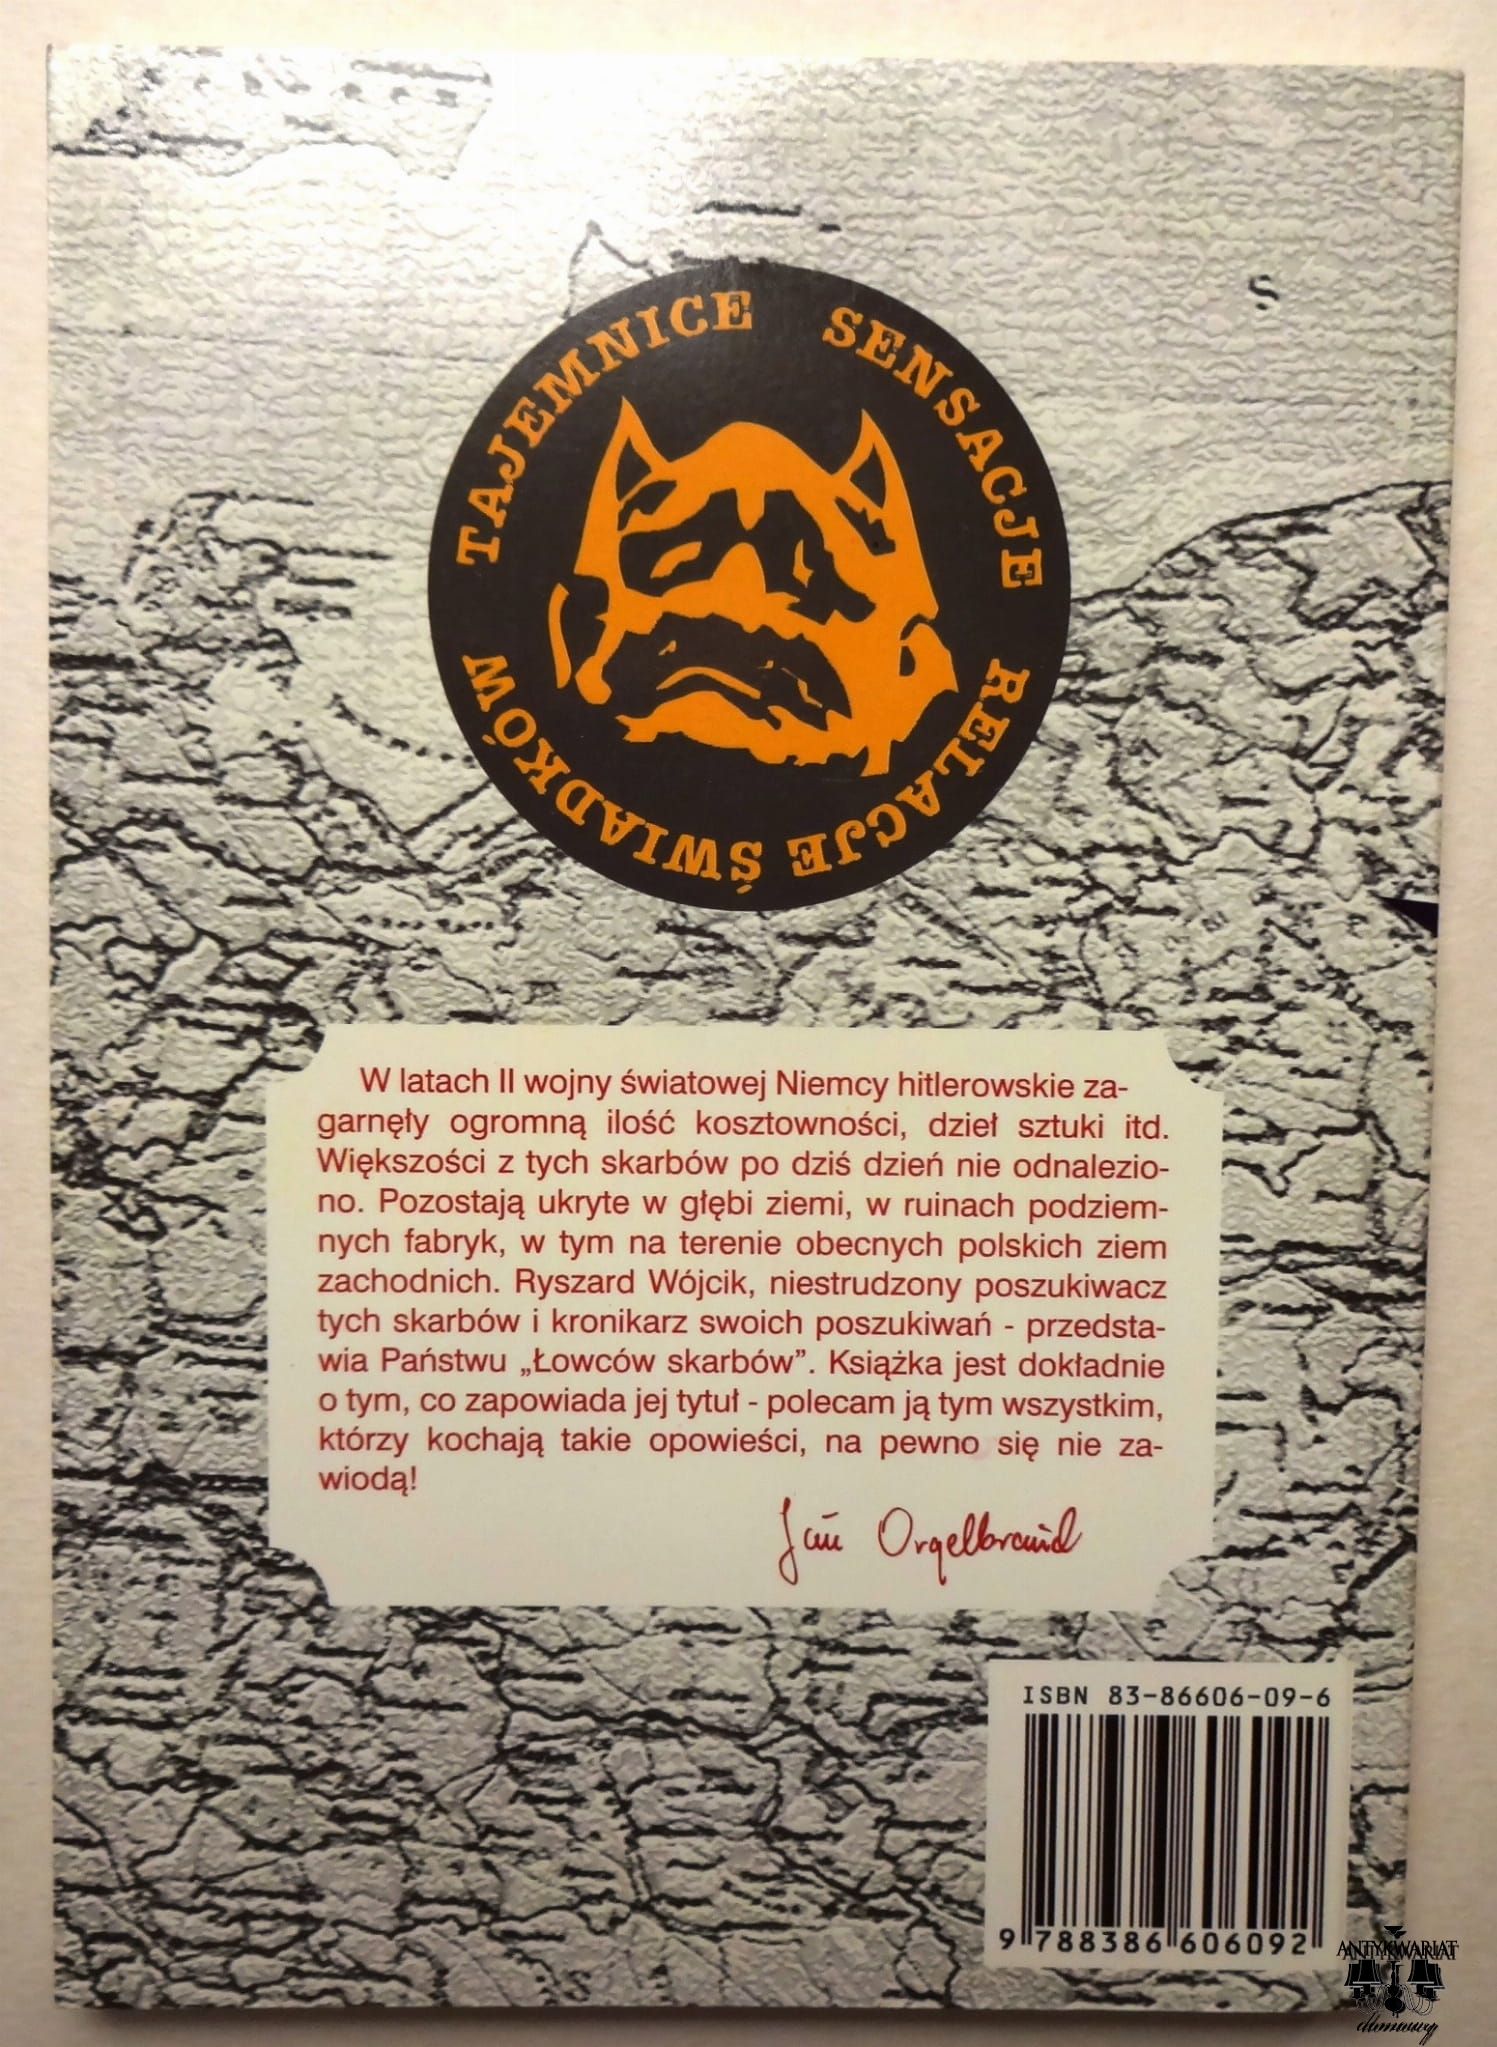 TAJEMNICE SENSACJE RELACJE ŚWIADKÓW
S
W latach II wojny światowej Niemcy hitlerowskie za-
garnęły ogromną ilość kosztowności, dzieł sztuki itd.
Większości z tych skarbów po dziś dzień nie odnalezio-
no. Pozostają ukryte w głębi ziemi, w ruinach podziem-
nych fabryk, w tym na terenie obecnych polskich ziem
zachodnich. Ryszard Wójcik, niestrudzony poszukiwacz
tych skarbów i kronikarz swoich poszukiwań - przedsta-
wia Państwu „Łowców skarbów”. Książka jest dokładnie
o tym, co zapowiada jej tytuł - polecam ją tym wszystkim,
którzy kochają takie opowieści, na pewno się nie za-
wiodą!
Jan Orgelbrand
ISBN 83-86606-09-6
9 788386 606092
ANTYKWARIAT